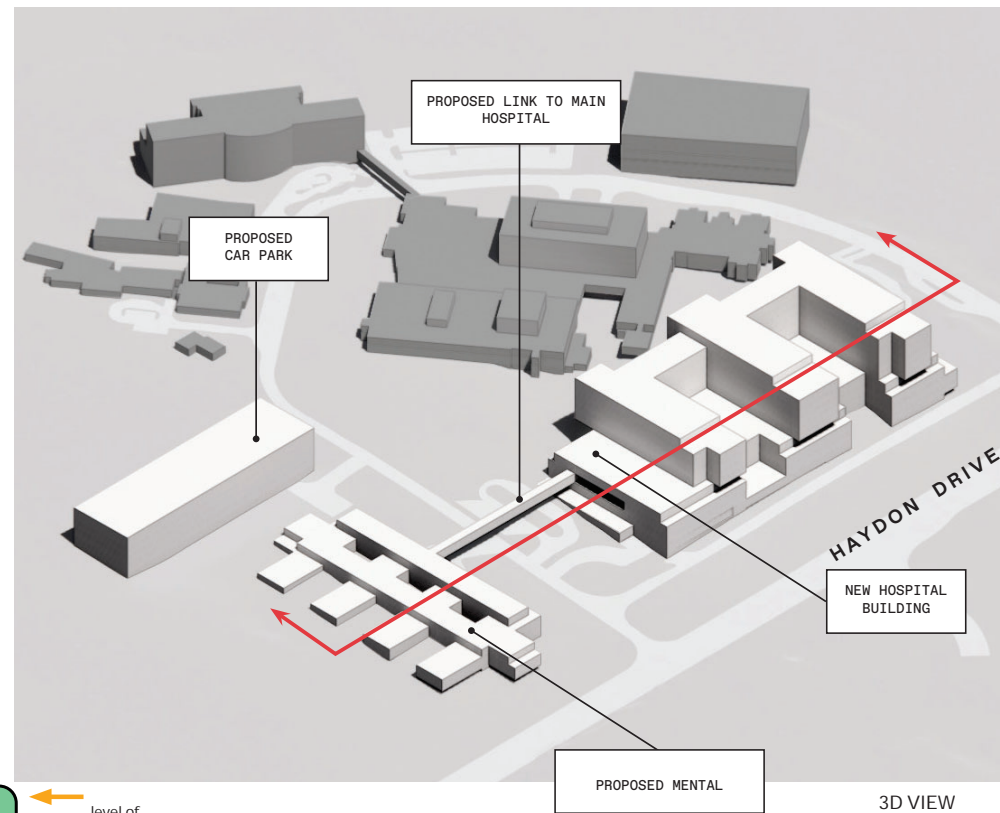 PROPOSED LINK TO MAIN
HOSPITAL
PROPOSED
CAR PARK
HAYDON DRIVE
NEW HOSPITAL
BUILDING
PROPOSED MENTAL
3D VIEW
level of